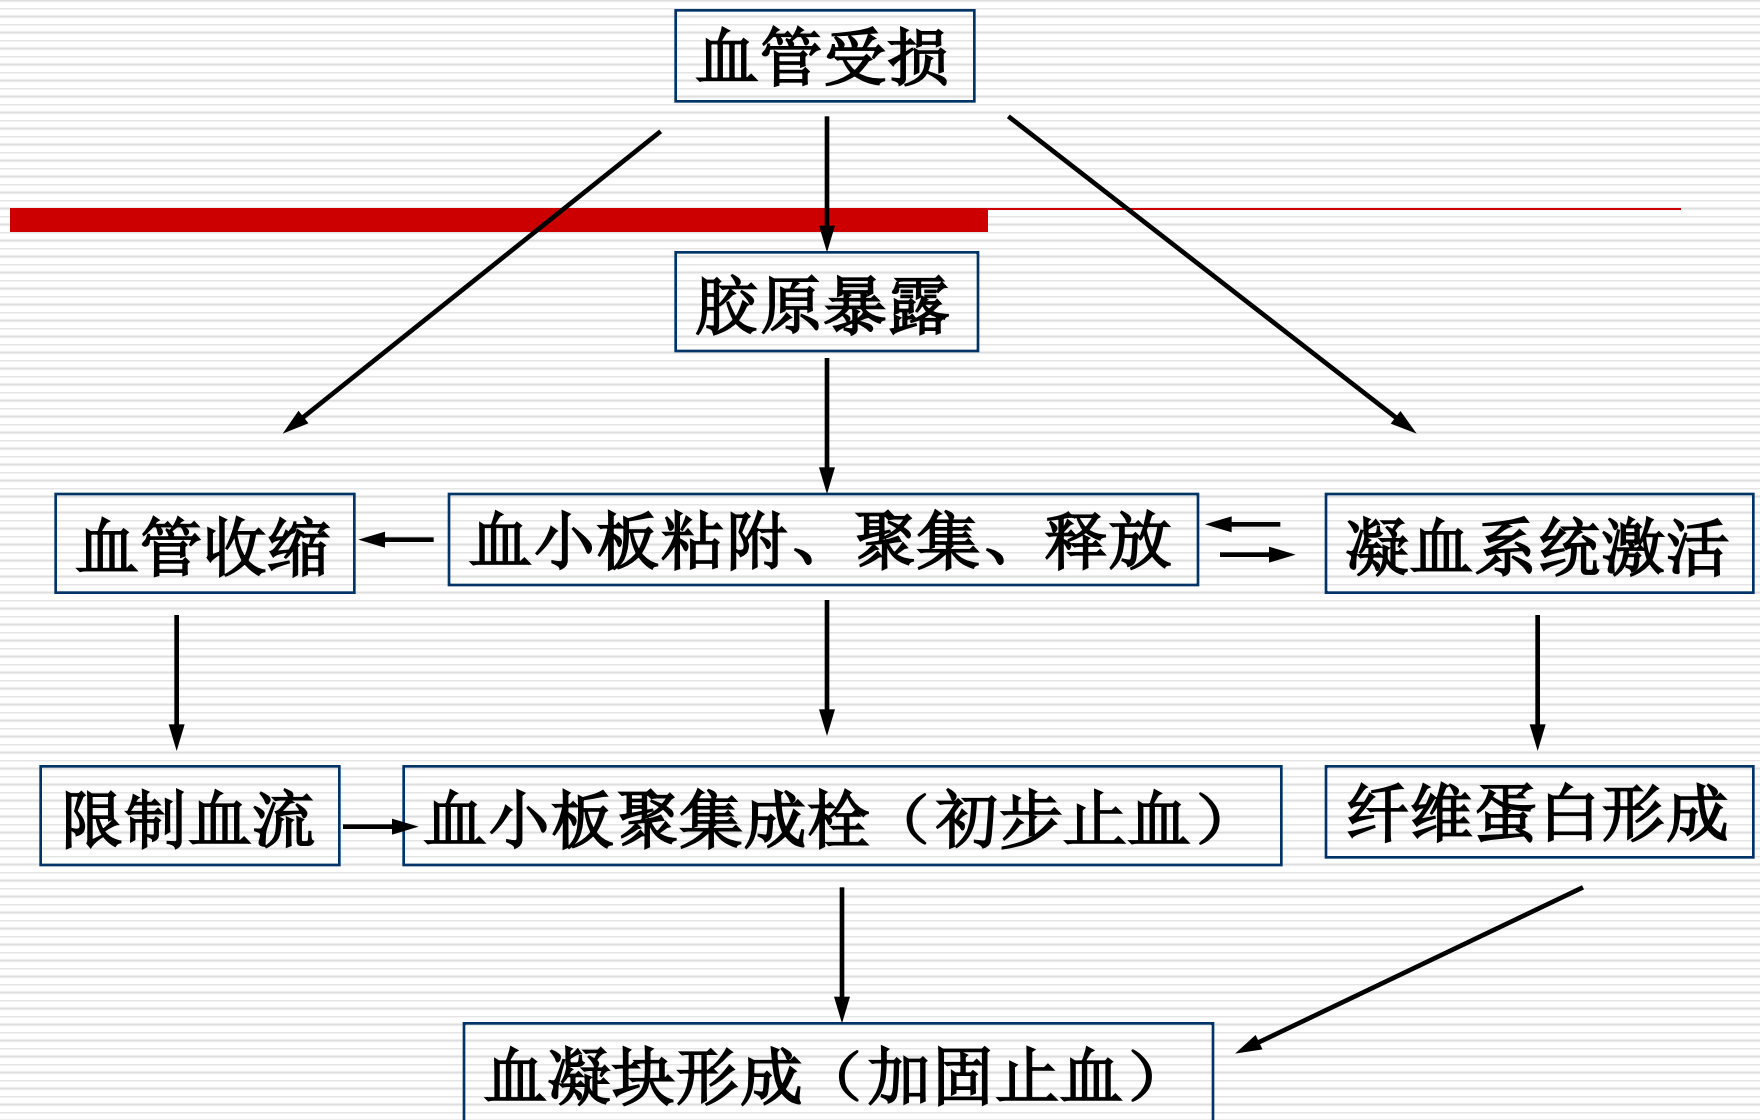 血管受损
胶原暴露
血管收缩
血小板粘附、聚集、释放
凝血系统激活
限制血流
血小板聚集成栓（初步止血）
纤维蛋白形成
血凝块形成（加固止血）